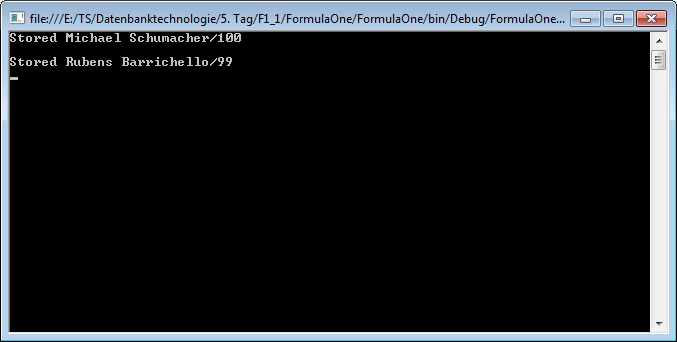 file:///E:/TS/Datenbanktechnologie/5. Tag/F1_1/FormulaOne/FormulaOne/bin/Debug/FormulaOne...
Stored Michael Schumacher/100
Stored Rubens Barrichello/99